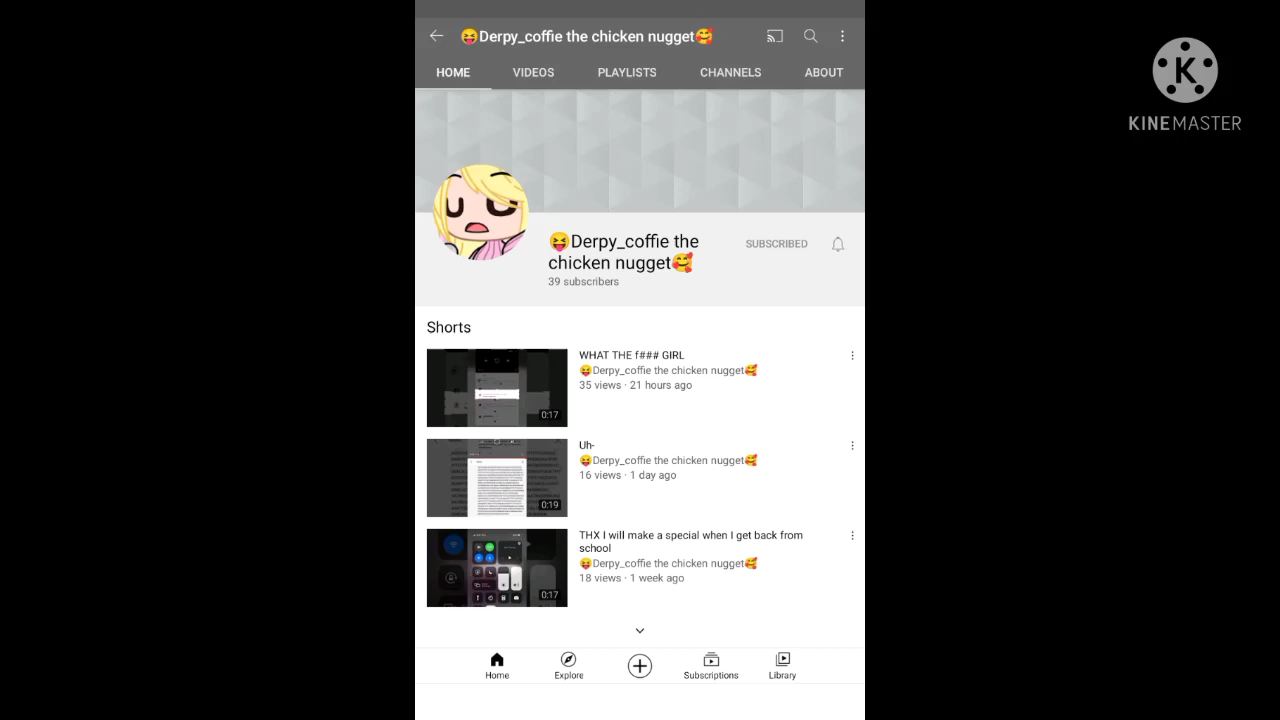 😝Derpy_coffie the chicken nugget🥰
HOME VIDEOS PLAYLISTS CHANNELS ABOUT
K
KINEMASTER
😝Derpy_coffie the
chicken nugget🥰
SUBSCRIBED
39 subscribers
Shorts
WHAT THE f### GIRL
😝Derpy_coffie the chicken nugget🥰
35 views · 21 hours ago
0:17
Uh-
😝Derpy_coffie the chicken nugget🥰
16 views · 1 day ago
0:19
THX I will make a special when I get back from
school
😝Derpy_coffie the chicken nugget🥰
18 views · 1 week ago
0:17
Home Explore Subscriptions Library